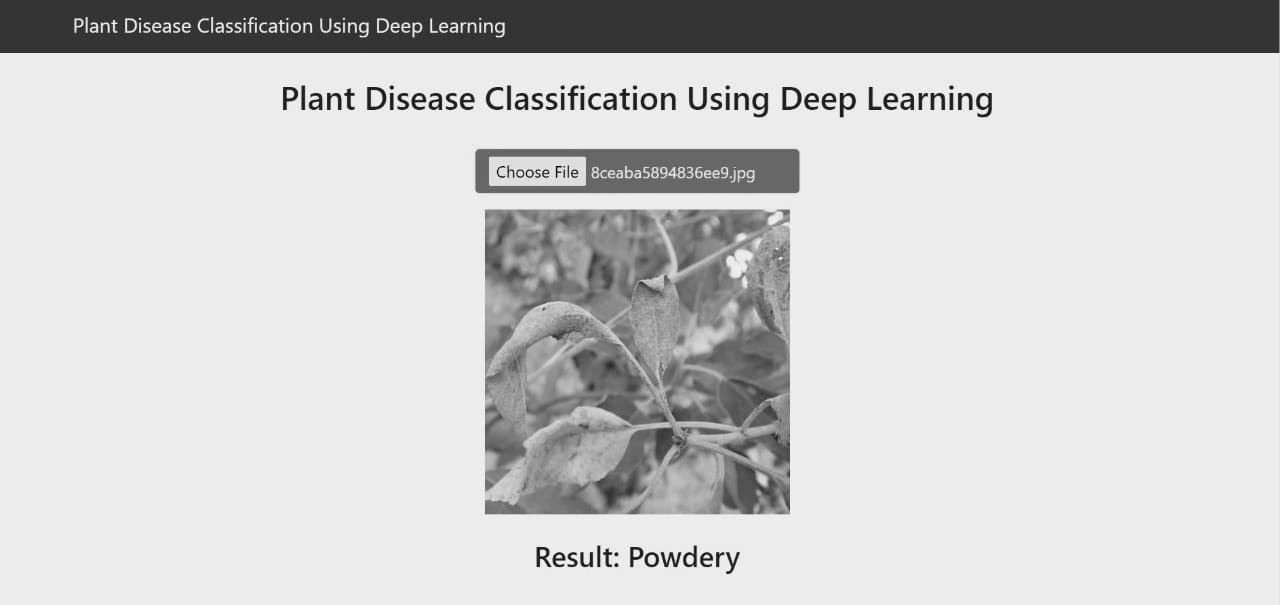 Plant Disease Classification Using Deep Learning
Plant Disease Classification Using Deep Learning
Choose File 8ceaba5894836ee9.jpg
Result: Powdery